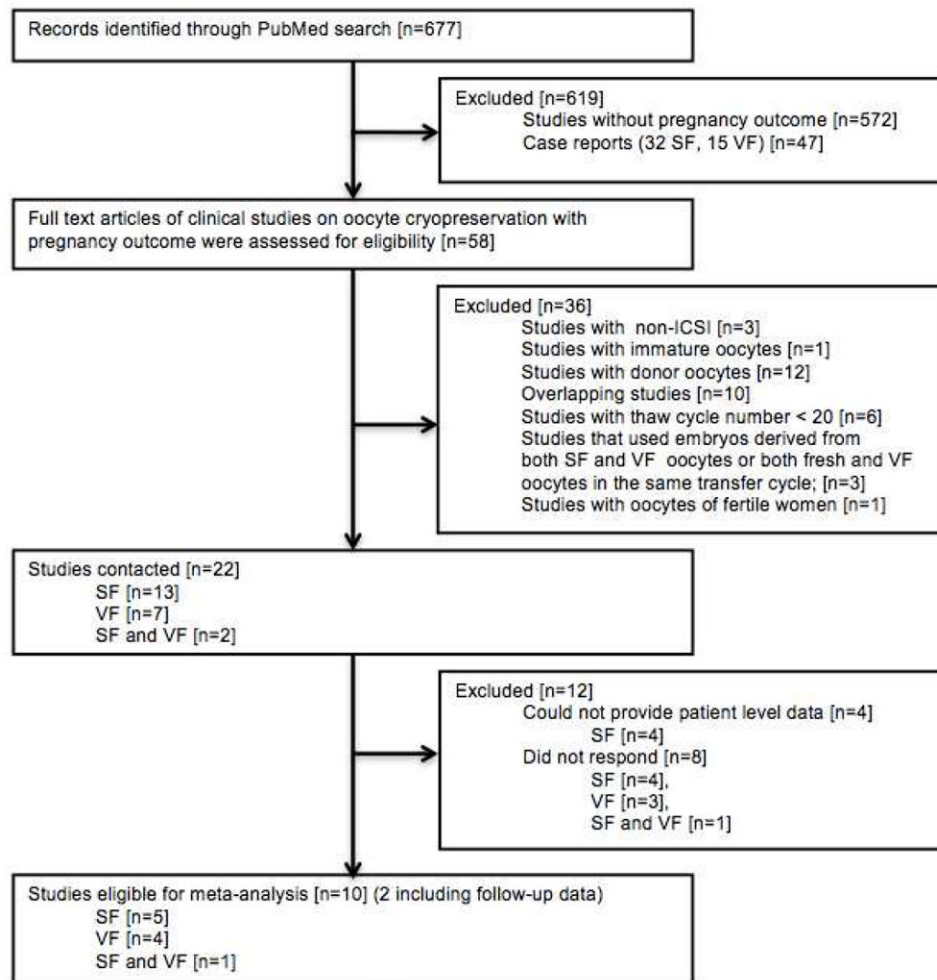 Records identified through PubMed search [n=677]
Excluded [n=619]
Studies without pregnancy outcome [n=572]
Case reports (32 SF, 15 VF) [n=47]
Full text articles of clinical studies on oocyte cryopreservation with
pregnancy outcome were assessed for eligibility [n=58]
Excluded [n=36]
Studies with non-ICSI [n=3]
Studies with immature oocytes [n=1]
Studies with donor oocytes [n=12]
Overlapping studies [n=10]
Studies with thaw cycle number < 20 [n=6]
Studies that used embryos derived from
both SF and VF oocytes or both fresh and VF
oocytes in the same transfer cycle; [n=3]
Studies with oocytes of fertile women [n=1]
Studies contacted [n=22]
SF [n=13]
VF [n=7]
SF and VF [n=2]
Excluded [n=12]
Could not provide patient level data [n=4]
SF [n=4]
Did not respond [n=8]
SF [n=4],
VF [n=3],
SF and VF [n=1]
Studies eligible for meta-analysis [n=10] (2 including follow-up data)
SF [n=5]
VF [n=4]
SF and VF [n=1]